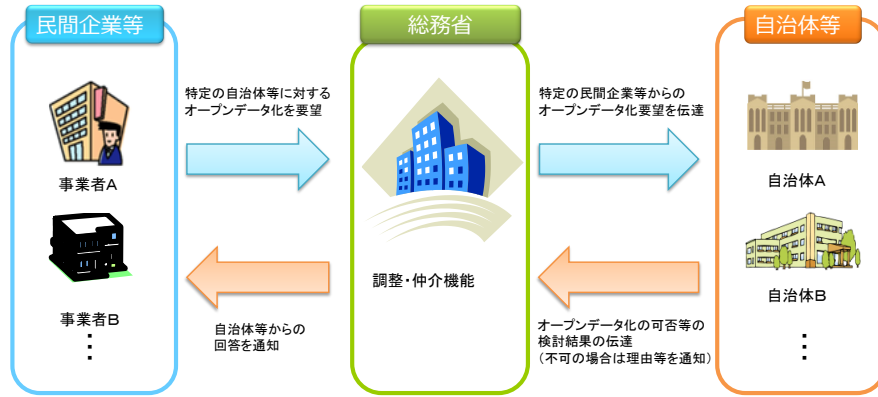 民間企業等
総務省
自治体等
特定の自治体等に対する
オープンデータ化を要望
特定の民間企業等からの
オープンデータ化要望を伝達
事業者A
自治体A
調整・仲介機能
事業者B
自治体B
自治体等からの
回答を通知
オープンデータ化の可否等の
検討結果の伝達
（不可の場合は理由等を通知）
⋮
⋮